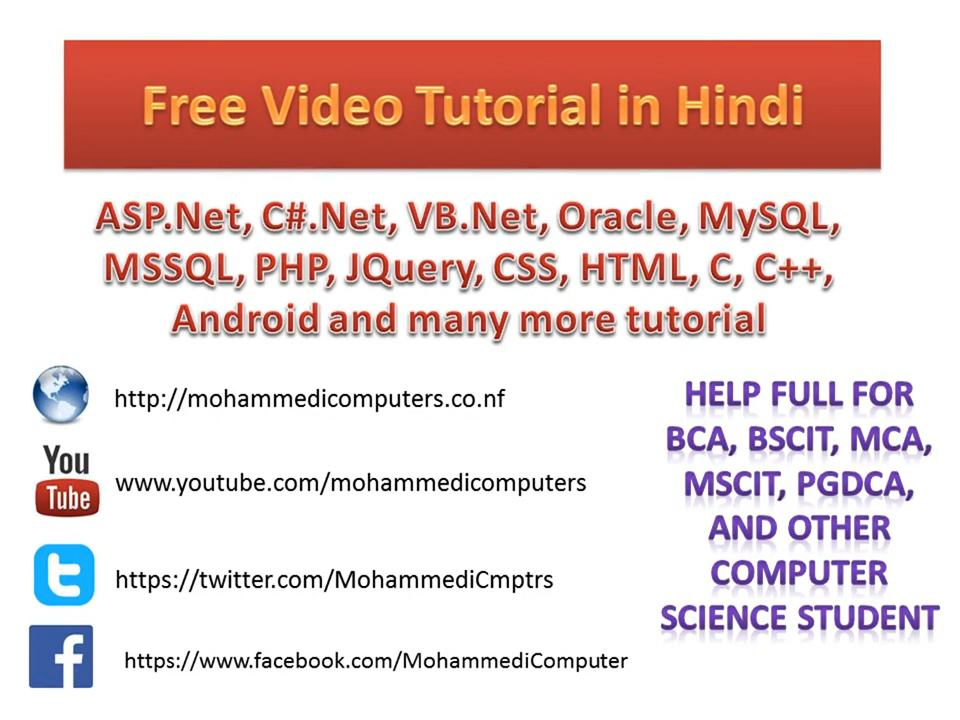 Free Video Tutorial in Hindi
ASP.Net, C#.Net, VB.Net, Oracle, MySQL,
MSSQL, PHP, JQuery, CSS, HTML, C, C++,
Android and many more tutorial
http://mohammedicomputers.co.nf
You
Tube
www.youtube.com/mohammedicomputers
https://twitter.com/MohammediCmptrs
https://www.facebook.com/MohammediComputer
HELP FULL FOR
BCA, BSCIT, MCA,
MSCIT, PGDCA,
AND OTHER
COMPUTER
SCIENCE STUDENT